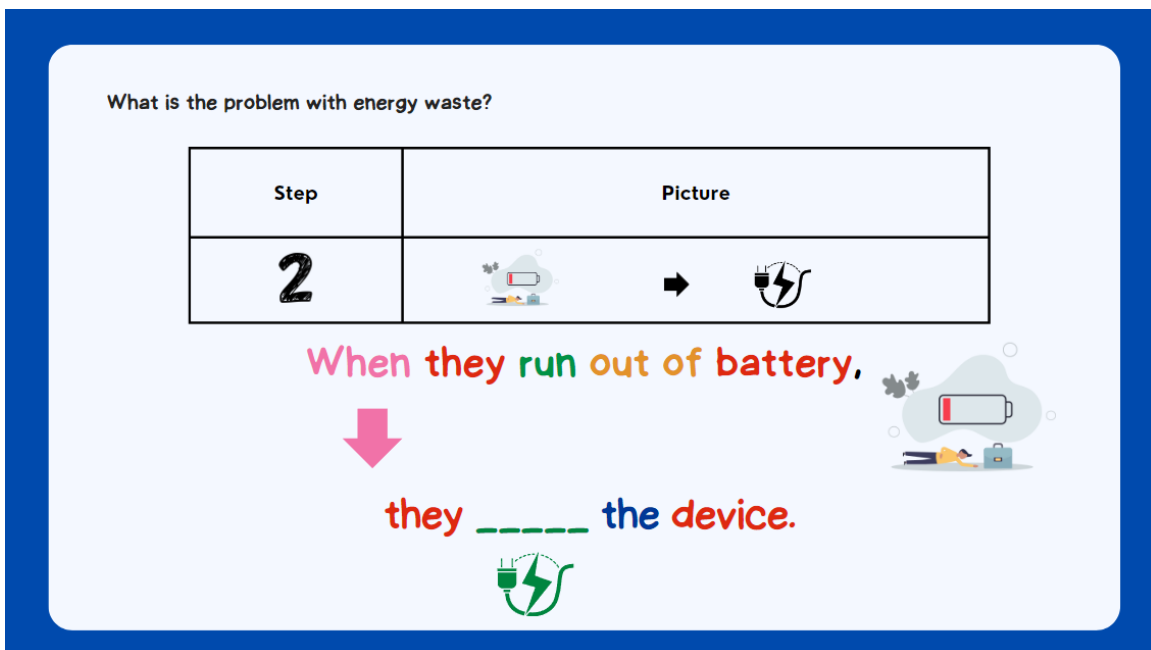 What is the problem with energy waste?
Step Picture
2
When they run out of battery,
they _____ the device.